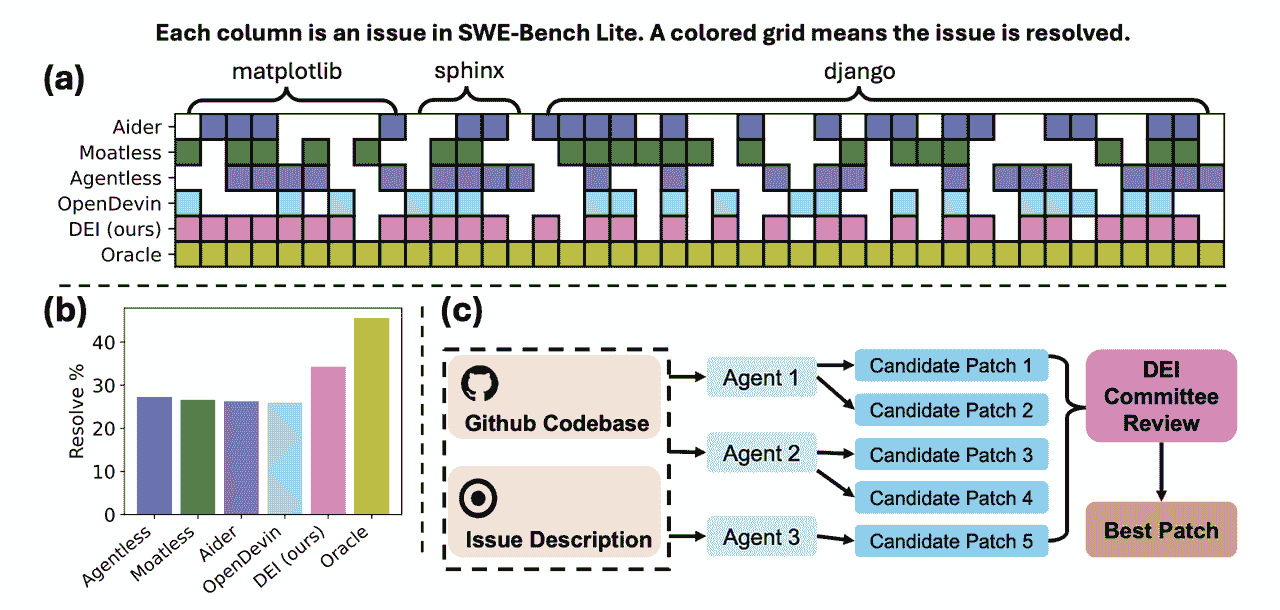 Each column is an issue in SWE-Bench Lite. A colored grid means the issue is resolved.
(a)
matplotlib
sphinx
django
Aider
Moatless
Agentless
OpenDevin
DEI (ours)
Oracle
(b)
Resolve %
40
30
20
10
0
Agentless
Moatless
Aider
OpenDevin
DEI (ours)
Oracle
(c)
Github Codebase
Issue Description
Agent 1
Agent 2
Agent 3
Candidate Patch 1
Candidate Patch 2
Candidate Patch 3
Candidate Patch 4
Candidate Patch 5
DEI
Committee
Review
Best Patch